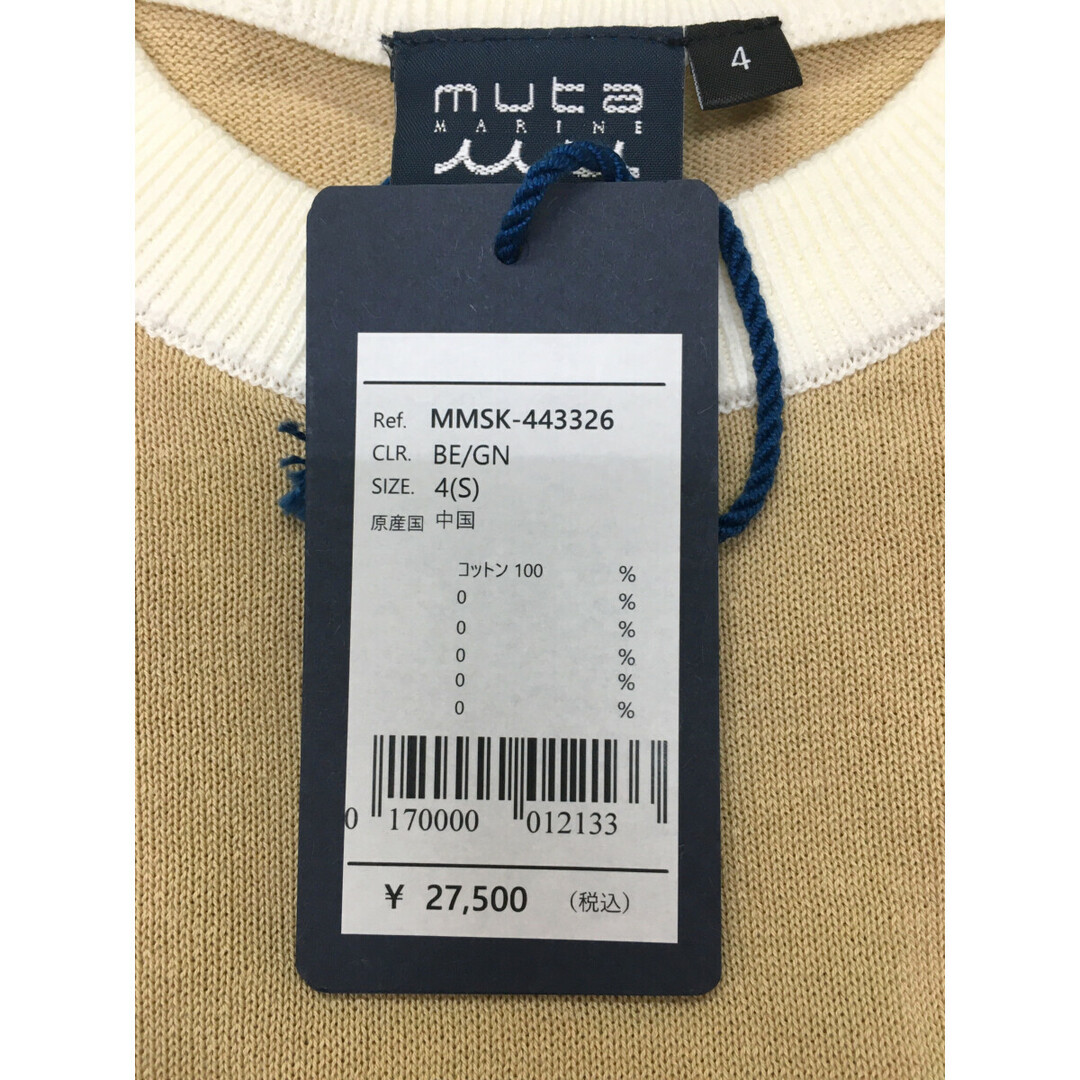 muta
MARINE
4
Ref. MMSK-443326
CLR. BE/GN
SIZE. 4(S)
原産国 中国
コットン 100 %
0 %
0 %
0 %
0 %
0 %
0 170000 012133
¥ 27,500 (税込)